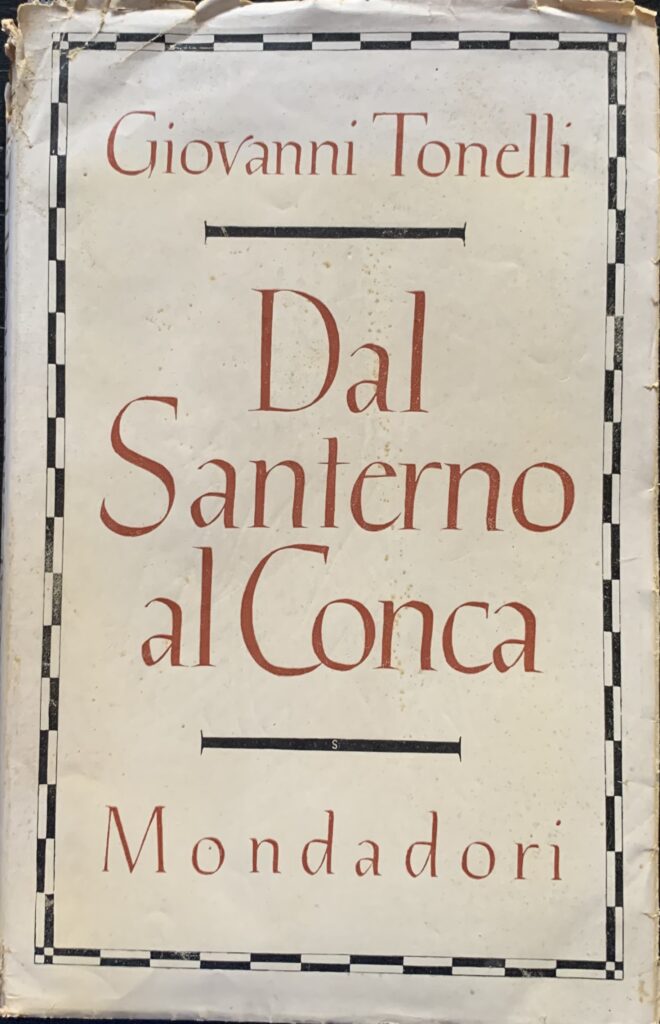 Giovanni Tonelli
Dal
Santerno
al Conca
S
Mondadori